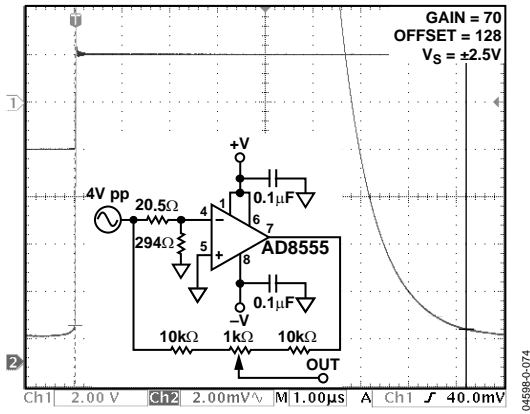 T
GAIN = 70
OFFSET = 128
VS = ±2.5V
1
+V
4V pp
20.5Ω
4
1
0.1µF
6
7
AD8555
294Ω
5
8
0.1µF
–V
10kΩ
1kΩ
10kΩ
OUT
2
Ch1 2.00 V Ch2 2.00mV∿ M 1.00µs A Ch1 ʃ 40.0mV
04598-0-074